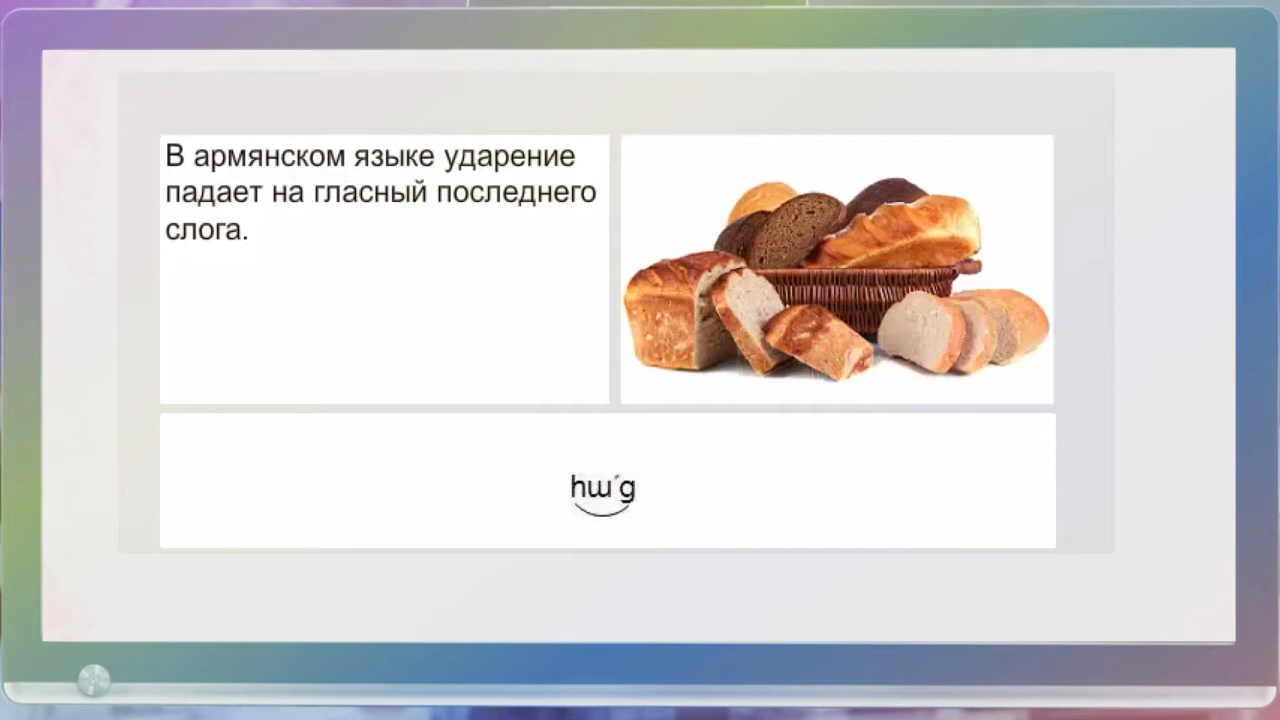 В армянском языке ударение
падает на гласный последнего
слога.
հա՛ց